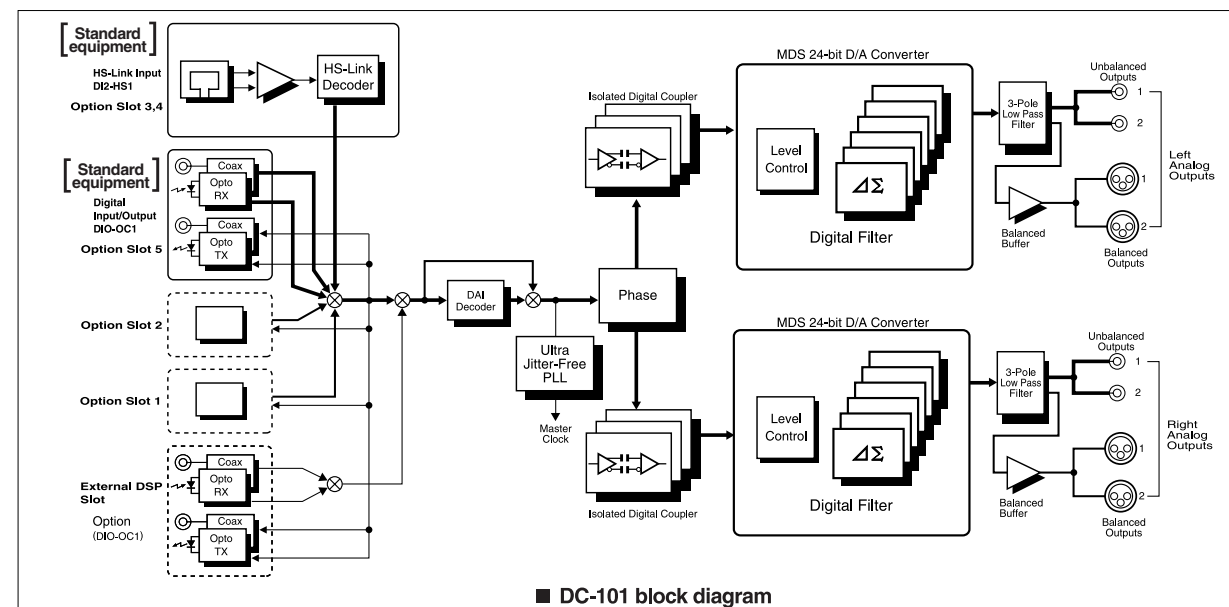 [Standard
equipment]
HS-Link Input
DI2-HS1
Option Slot 3,4
HS-Link
Decoder
[Standard
equipment]
Digital
Input/Output
DIO-OC1
Option Slot 5
Coax
Opto
RX
Coax
Opto
TX
Option Slot 2
Option Slot 1
External DSP
Slot
Option
(DIO-OC1)
Coax
Opto
RX
Coax
Opto
TX
DAI
Decoder
Ultra
Jitter-Free
PLL
Master
Clock
Phase
Isolated Digital Coupler
MDS 24-bit D/A Converter
Level
Control
ΔΣ
Digital Filter
3-Pole
Low Pass
Filter
Unbalanced
Outputs
1
2
Balanced
Buffer
1
2
Balanced
Outputs
Left
Analog
Outputs
Isolated Digital Coupler
MDS 24-bit D/A Converter
Level
Control
ΔΣ
Digital Filter
3-Pole
Low Pass
Filter
Unbalanced
Outputs
1
2
Balanced
Buffer
1
2
Balanced
Outputs
Right
Analog
Outputs
■ DC-101 block diagram